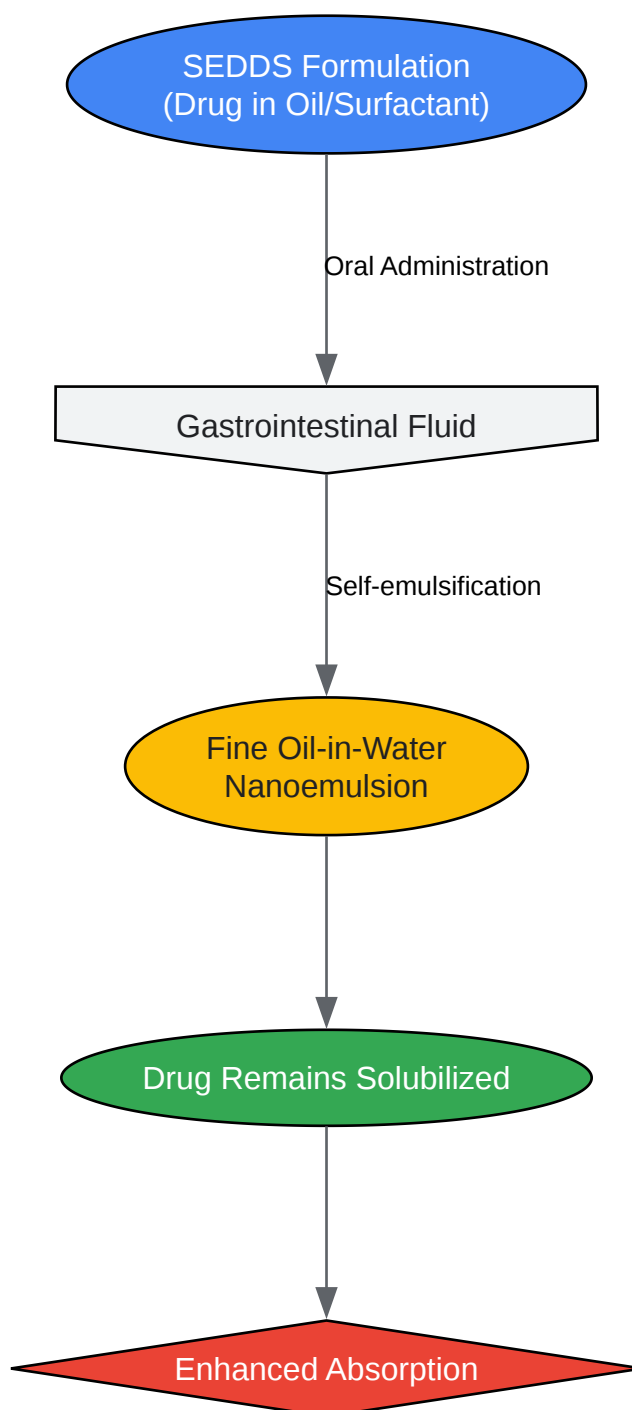 SEDDS Formulation
(Drug in Oil/Surfactant)
Oral Administration
Gastrointestinal Fluid
Self-emulsification
Fine Oil-in-Water
Nanoemulsion
Drug Remains Solubilized
Enhanced Absorption